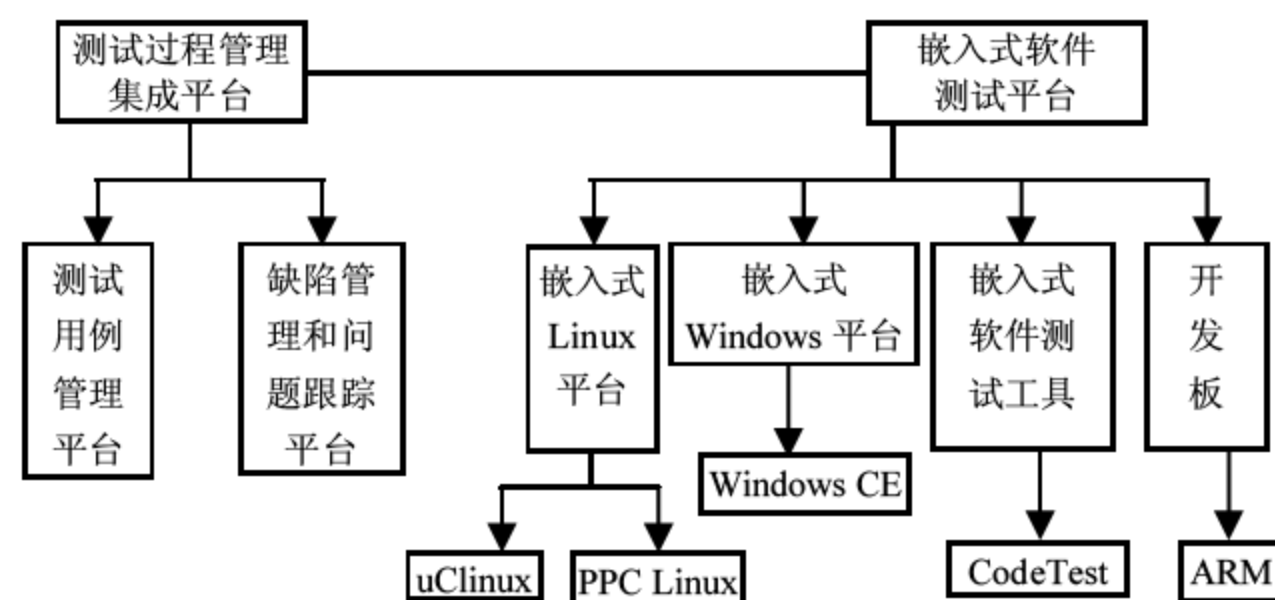 测试过程管理
集成平台
嵌入式软件
测试平台
测试
用例
管理
平台
缺陷管
理和问
题跟踪
平台
嵌入式
Linux
平台
嵌入式
Windows 平台
嵌入式
软件测
试工具
开
发
板
Windows CE
uClinux
PPC Linux
CodeTest
ARM